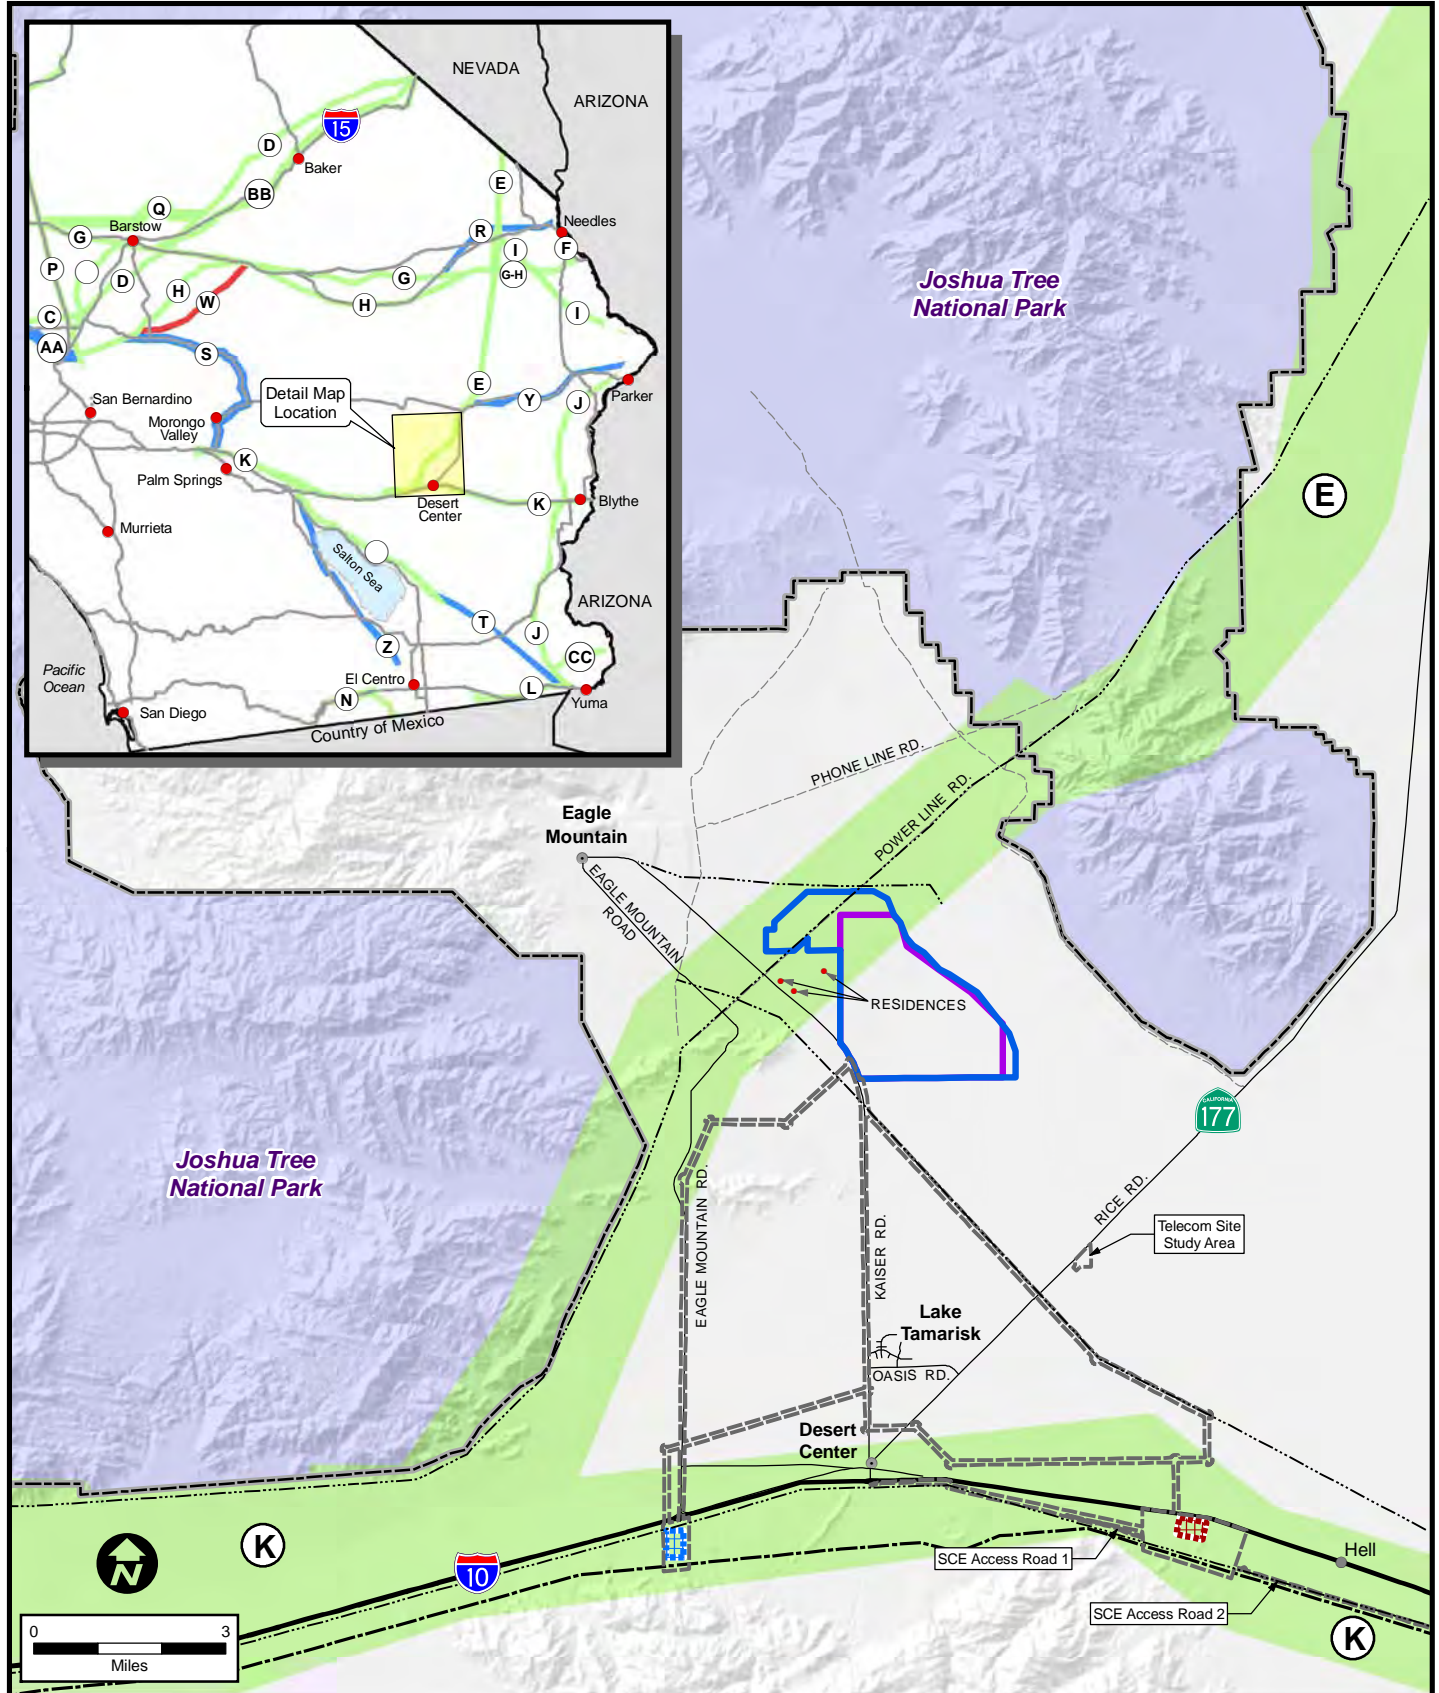 NEVADA
ARIZONA
15
D
Baker
BB
E
Q
Barstow
G
R
Needles
I
F
P
D
H
W
G
G-H
H
I
C
AA
S
Detail Map
Location
E
Y
Parker
J
San Bernardino
Morongo
Valley
K
Palm Springs
Desert
Center
K
Blythe
Murrieta
Salton Sea
ARIZONA
T
J
Z
CC
Pacific
Ocean
El Centro
N
L
Yuma
San Diego
Country of Mexico
Joshua Tree
National Park
E
PHONE LINE RD.
POWER LINE RD.
Eagle
Mountain
EAGLE MOUNTAIN
ROAD
RESIDENCES
CALIFORNIA
177
Joshua Tree
National Park
EAGLE MOUNTAIN RD.
KAISER RD.
RICE RD.
Telecom Site
Study Area
Lake
Tamarisk
OASIS RD.
Desert
Center
K
N
10
SCE Access Road 1
Hell
SCE Access Road 2
K
0
3
Miles